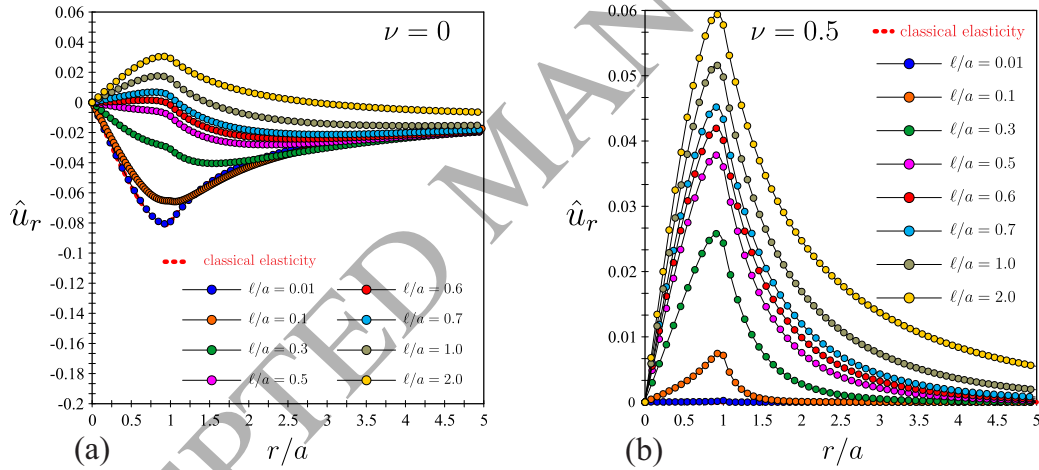 0.06
0.04
0.02
0
-0.02
-0.04
-0.06
-0.08
-0.1
-0.12
-0.14
-0.16
-0.18
-0.2
û_r
ν = 0
classical elasticity
ℓ/a = 0.01
ℓ/a = 0.6
ℓ/a = 0.1
ℓ/a = 0.7
ℓ/a = 0.3
ℓ/a = 1.0
ℓ/a = 0.5
ℓ/a = 2.0
0 0.5 1 1.5 2 2.5 3 3.5 4 4.5 5
(a)
r/a
0.06
0.05
0.04
0.03
0.02
0.01
0
û_r
ν = 0.5
classical elasticity
ℓ/a = 0.01
ℓ/a = 0.1
ℓ/a = 0.3
ℓ/a = 0.5
ℓ/a = 0.6
ℓ/a = 0.7
ℓ/a = 1.0
ℓ/a = 2.0
0 0.5 1 1.5 2 2.5 3 3.5 4 4.5 5
(b)
r/a
PTED MAN